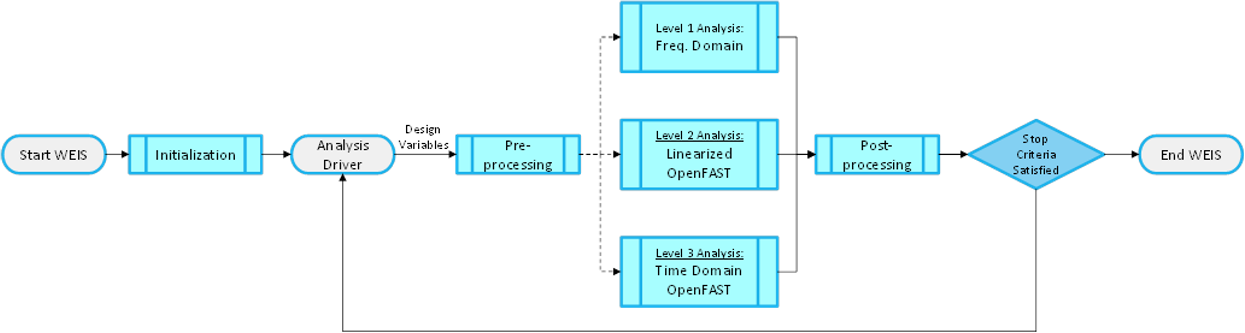 Start WEIS
Initialization
Analysis
Driver
Design
Variables
Pre-
processing
Level 1 Analysis:
Freq. Domain
Level 2 Analysis:
Linearized
OpenFAST
Level 3 Analysis:
Time Domain
OpenFAST
Post-
processing
Stop
Criteria
Satisfied
End WEIS